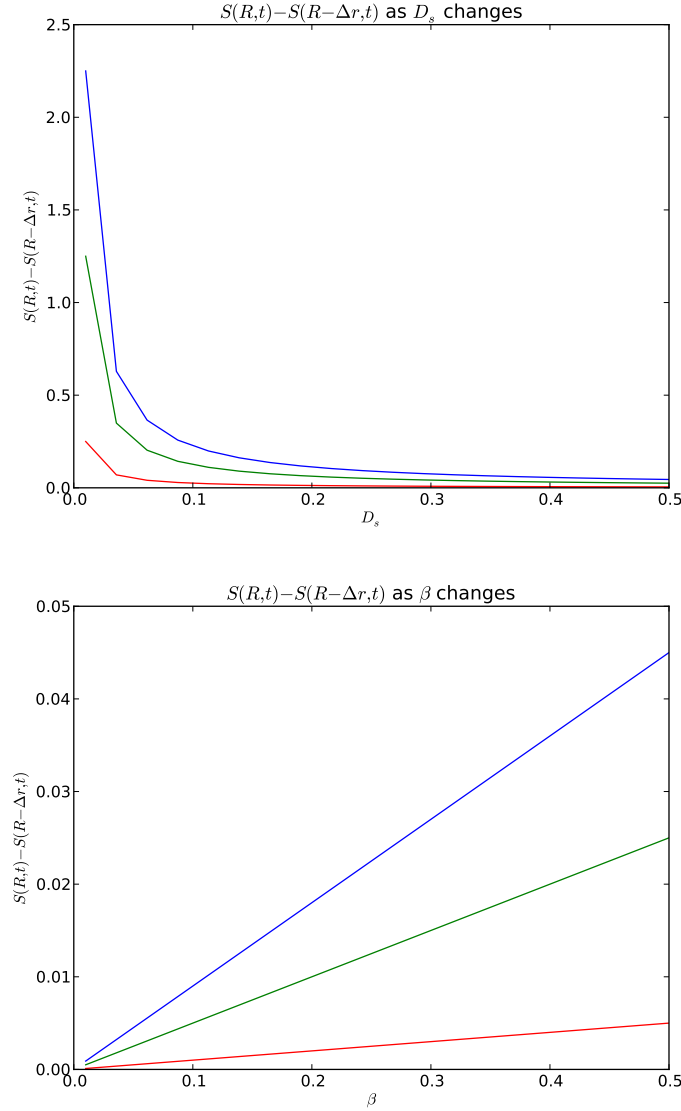 S(R,t)−S(R−Δr,t) as D_s changes
S(R,t)−S(R−Δr,t)
2.5
2.0
1.5
1.0
0.5
0.0
0.0 0.1 0.2 0.3 0.4 0.5
D_s
S(R,t)−S(R−Δr,t) as β changes
S(R,t)−S(R−Δr,t)
0.05
0.04
0.03
0.02
0.01
0.00
0.0 0.1 0.2 0.3 0.4 0.5
β